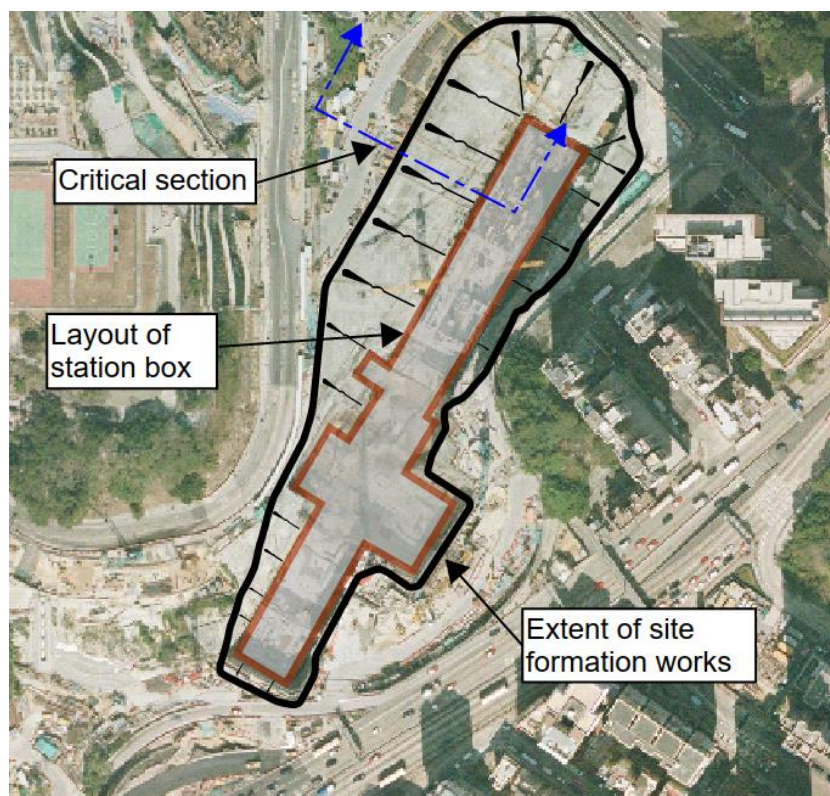 Critical section
Layout of
station box
Extent of site
formation works